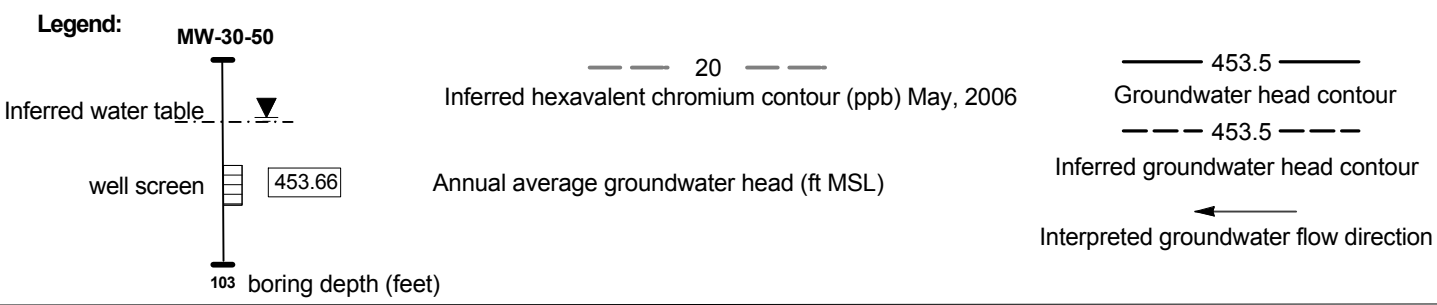 Legend:
MW-30-50
Inferred water table
well screen
453.66
103 boring depth (feet)
20
Inferred hexavalent chromium contour (ppb) May, 2006
Annual average groundwater head (ft MSL)
453.5
Groundwater head contour
453.5
Inferred groundwater head contour
Interpreted groundwater flow direction